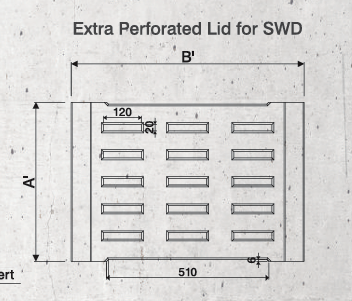 Extra Perforated Lid for SWD
B'
120
20
A'
6
510
ert